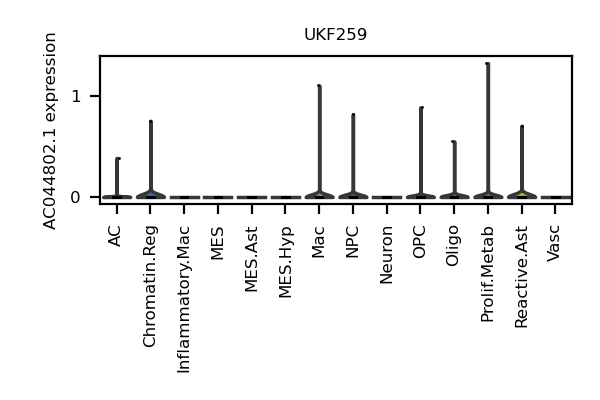 UKF259
AC044802.1 expression
1
0
AC
Chromatin.Reg
Inflammatory.Mac
MES
MES.Ast
MES.Hyp
Mac
NPC
Neuron
OPC
Oligo
Prolif.Metab
Reactive.Ast
Vasc